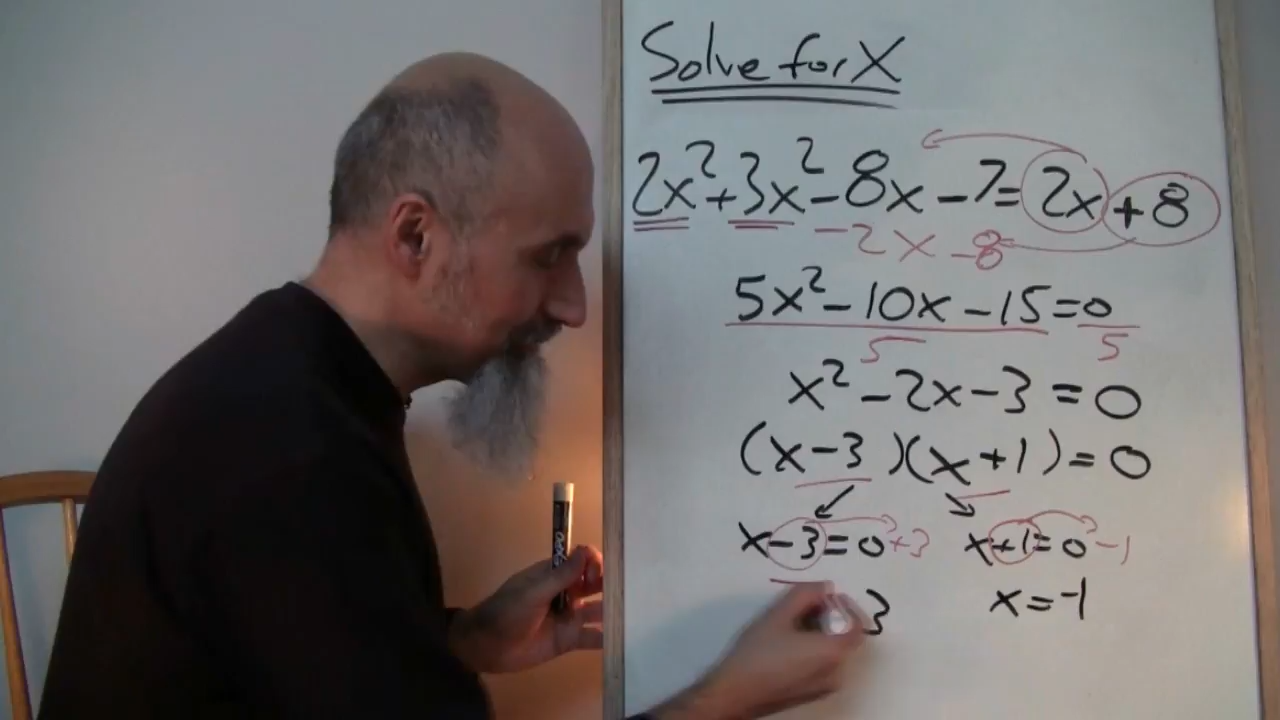 Solve for X
2x²+3x²-8x-7=2x+8
-2x-8
5x²-10x-15=0
5 5
x²-2x-3=0
(x-3)(x+1)=0
x-3=0+3 x+1=0-1
3 x=-1